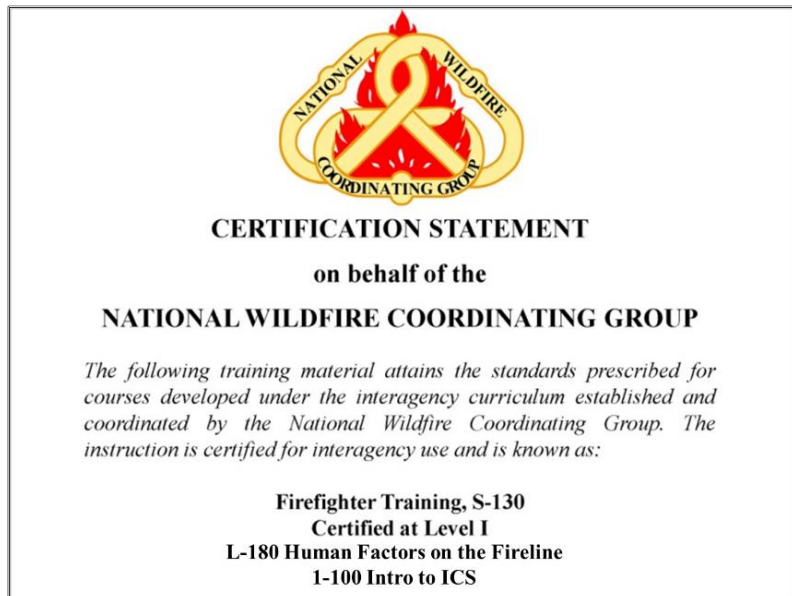 NATIONAL WILDFIRE
COORDINATING GROUP
CERTIFICATION STATEMENT
on behalf of the
NATIONAL WILDFIRE COORDINATING GROUP
The following training material attains the standards prescribed for
courses developed under the interagency curriculum established and
coordinated by the National Wildfire Coordinating Group. The
instruction is certified for interagency use and is known as:
Firefighter Training, S-130
Certified at Level I
L-180 Human Factors on the Fireline
1-100 Intro to ICS